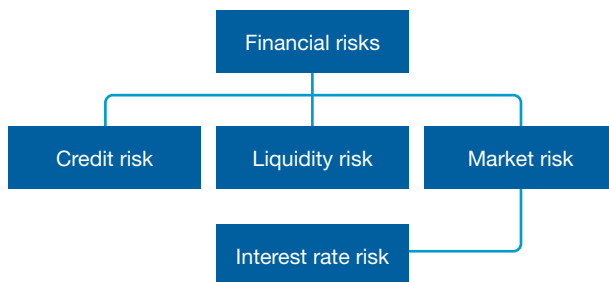 Financial risks
Credit risk
Liquidity risk
Market risk
Interest rate risk